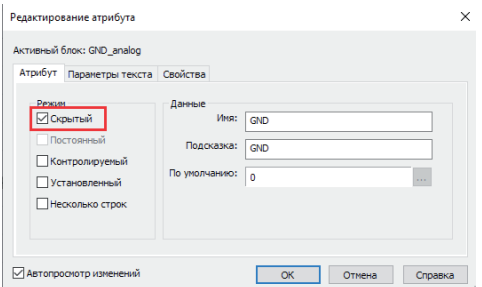 Редактирование атрибута
Активный блок: GND_analog
Атрибут Параметры текста Свойства
Режим
Скрытый
Постоянный
Контролируемый
Установленный
Несколько строк
Данные
Имя: GND
Подсказка: GND
По умолчанию: 0 ...
Автопросмотр изменений
ОК Отмена Справка